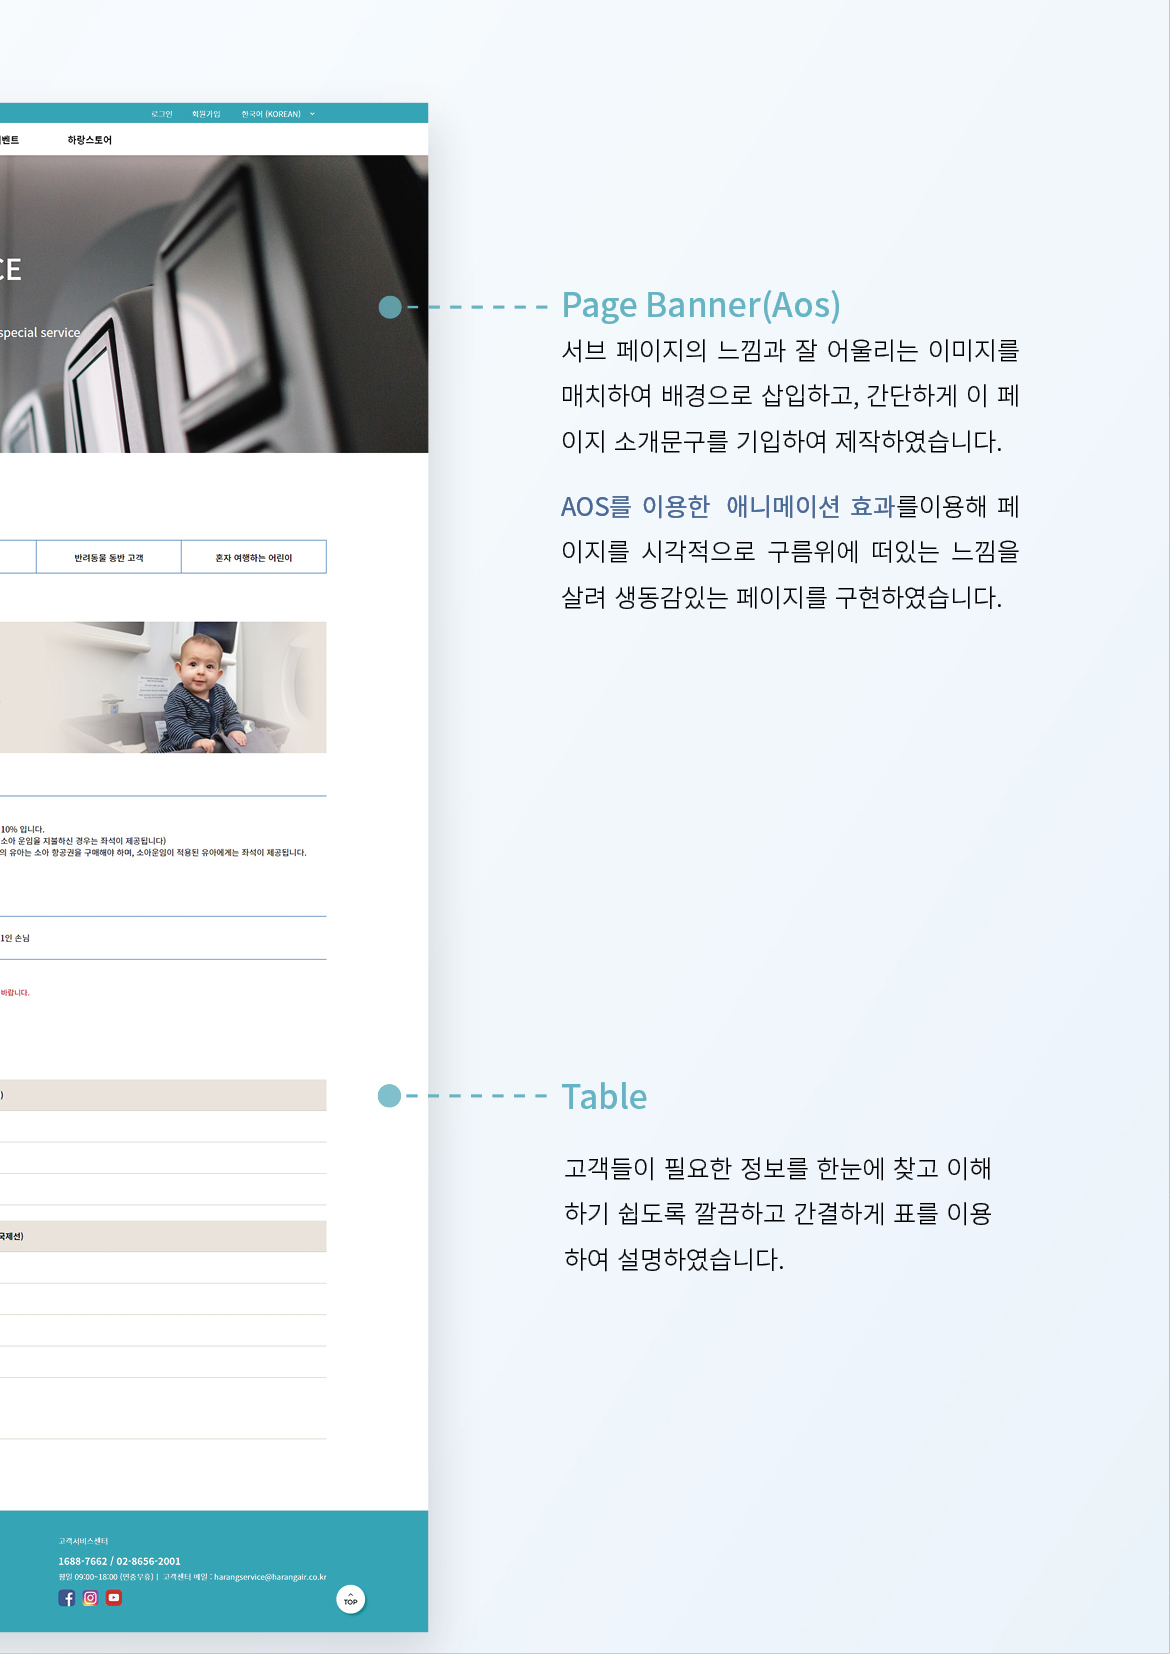 로그인 회원가입 한국어 (KOREAN)
벤트 하랑스토어
CE
special service
반려동물 동반 고객 혼자 여행하는 어린이
10% 입니다.
소아 운임을 지불하신 경우는 좌석이 제공됩니다)
의 유아는 소아 항공권을 구매해야 하며, 소아운임이 적용된 유아에게는 좌석이 제공됩니다.
1인 손님
바랍니다.
)
국제선)
고객서비스센터
1688-7662 / 02-8656-2001
평일 09:00~18:00 (연중무휴) | 고객센터 메일 : harangservice@harangair.co.kr
TOP
Page Banner(Aos)
서브 페이지의 느낌과 잘 어울리는 이미지를
매치하여 배경으로 삽입하고, 간단하게 이 페
이지 소개문구를 기입하여 제작하였습니다.
AOS를 이용한 애니메이션 효과를이용해 페
이지를 시각적으로 구름위에 떠있는 느낌을
살려 생동감있는 페이지를 구현하였습니다.
Table
고객들이 필요한 정보를 한눈에 찾고 이해
하기 쉽도록 깔끔하고 간결하게 표를 이용
하여 설명하였습니다.